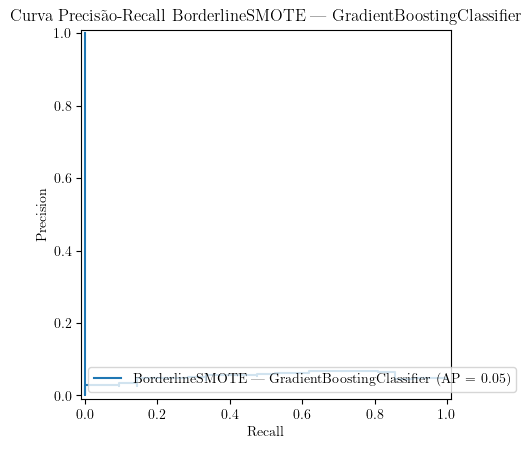 Curva Precisão-Recall BorderlineSMOTE — GradientBoostingClassifier
1.0
0.8
0.6
0.4
0.2
0.0
Precision
BorderlineSMOTE — GradientBoostingClassifier (AP = 0.05)
0.0 0.2 0.4 0.6 0.8 1.0
Recall